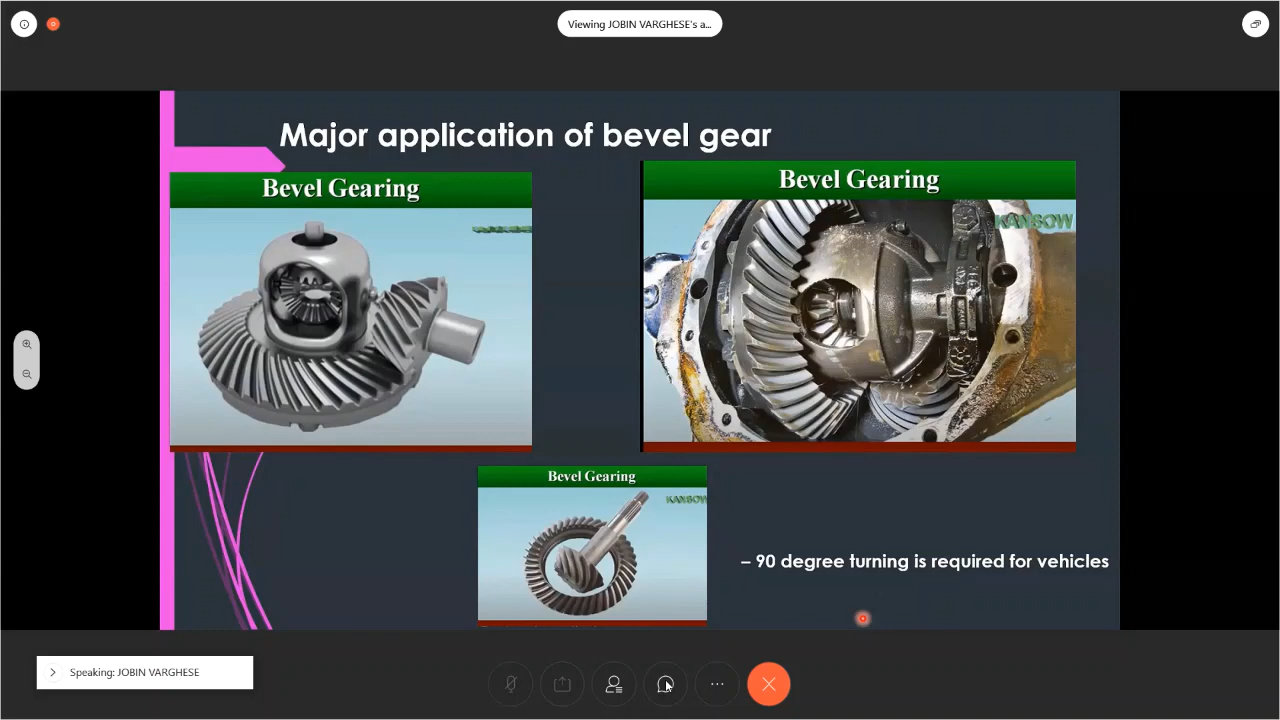 Viewing JOBIN VARGHESE's a...
Major application of bevel gear
Bevel Gearing
Bevel Gearing
KANSOW
Bevel Gearing
KANSOW
– 90 degree turning is required for vehicles
Speaking: JOBIN VARGHESE